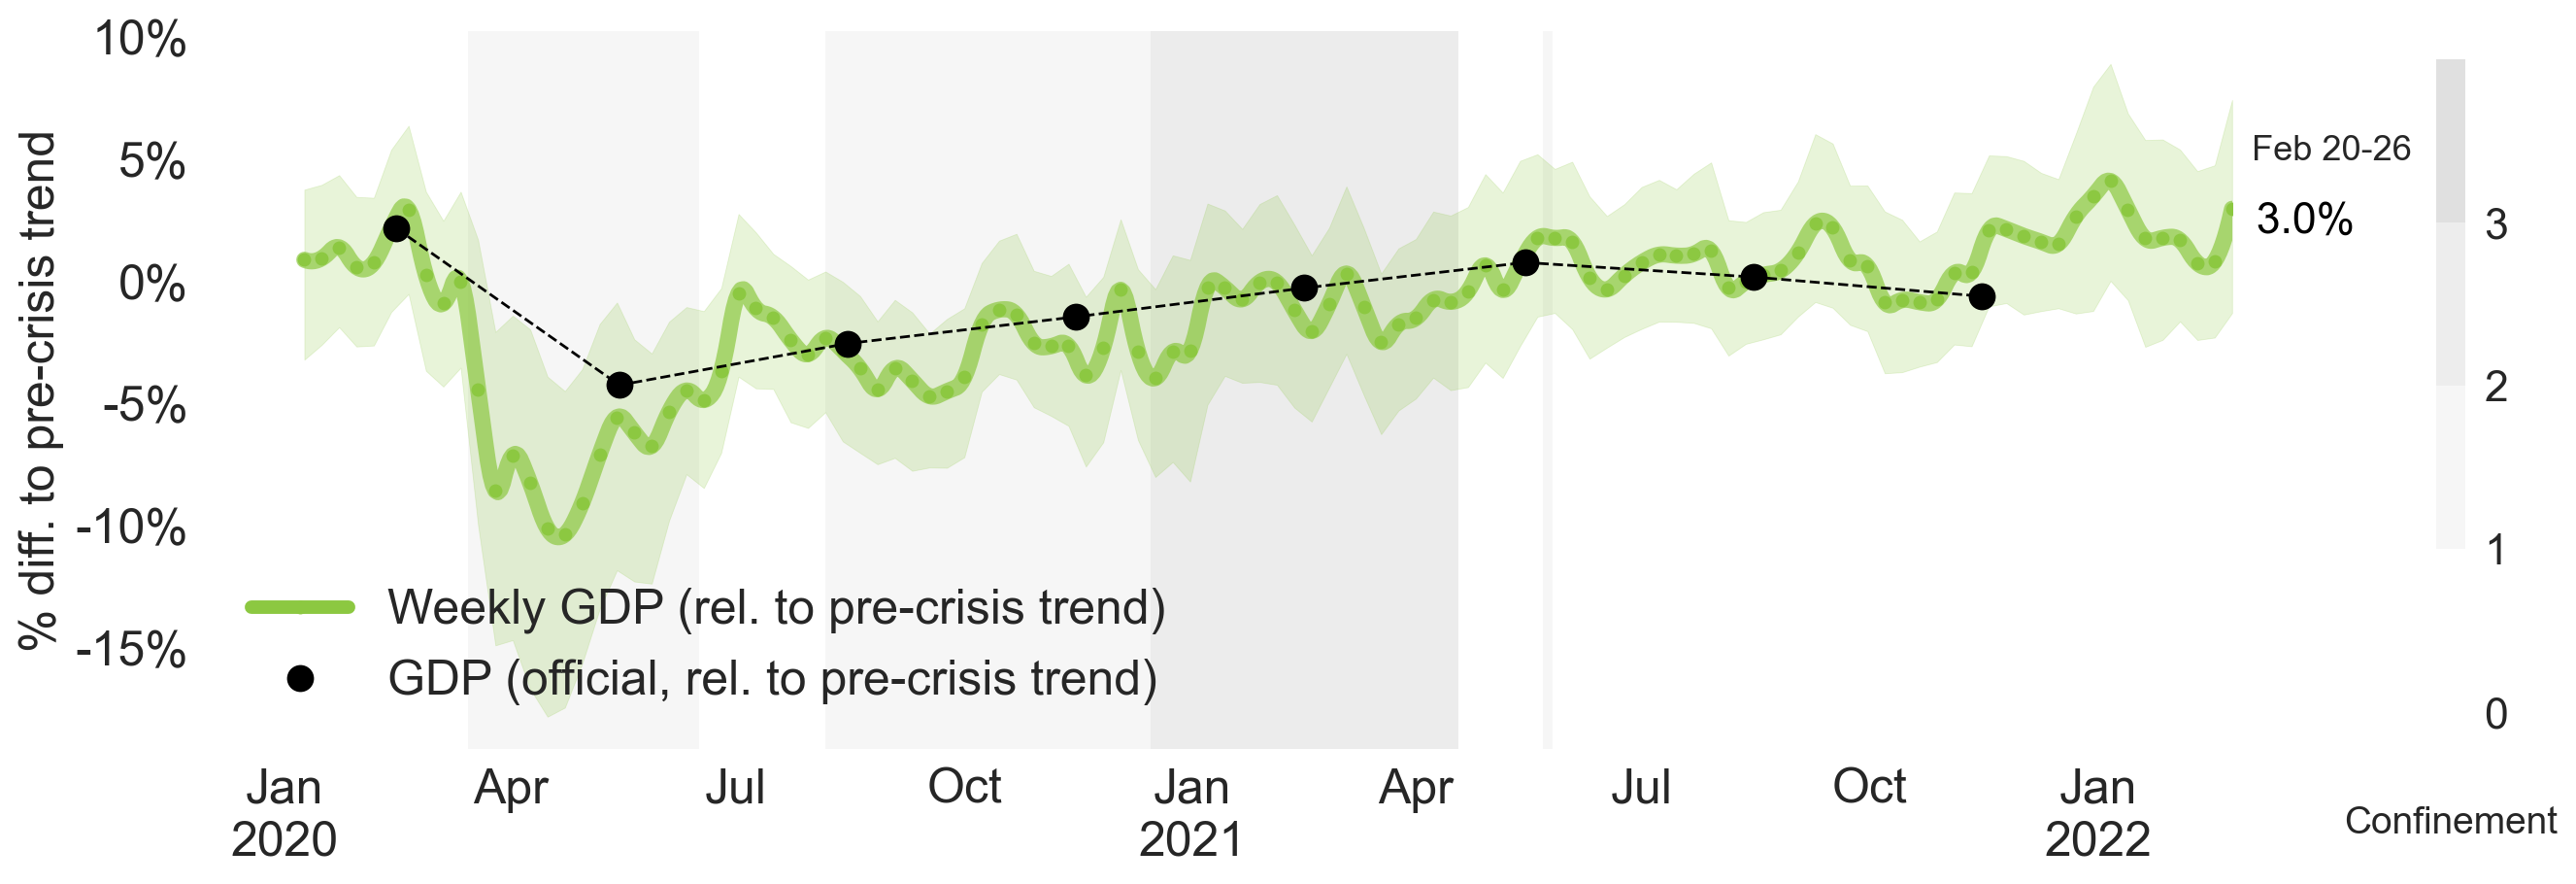 10%
5%
0%
-5%
-10%
-15%
% diff. to pre-crisis trend
Weekly GDP (rel. to pre-crisis trend)
GDP (official, rel. to pre-crisis trend)
Jan
2020
Apr
Jul
Oct
Jan
2021
Apr
Jul
Oct
Jan
2022
Feb 20-26
3.0%
3
2
1
0
Confinement